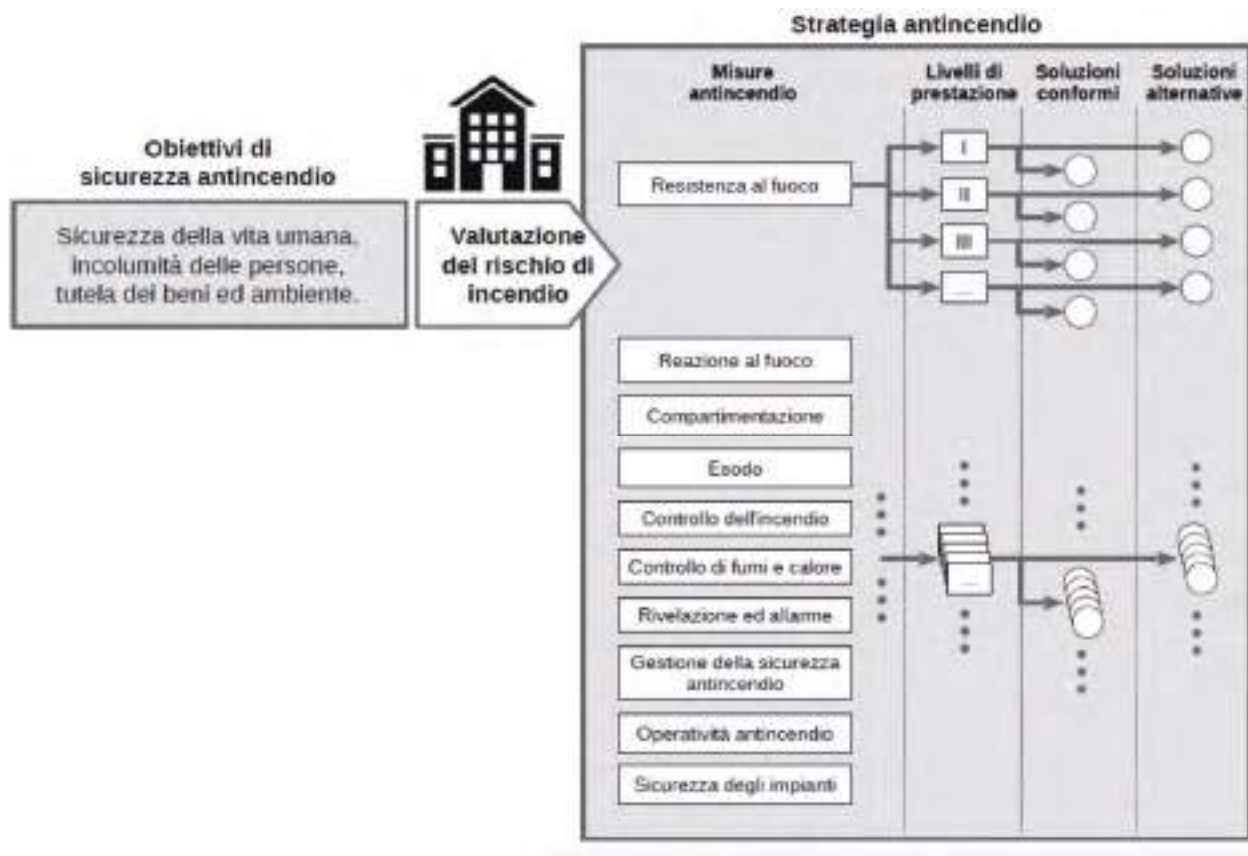 Strategia antincendio
Obiettivi di
sicurezza antincendio
Sicurezza della vita umana,
incolumità delle persone,
tutela dei beni ed ambiente.
Valutazione
del rischio di
incendio
Misure
antincendio
Livelli di
prestazione
Soluzioni
conformi
Soluzioni
alternative
Resistenza al fuoco
I
II
III
....
Reazione al fuoco
Compartimentazione
Esodo
Controllo dell'incendio
Controllo di fumi e calore
Rivelazione ed allarme
Gestione della sicurezza
antincendio
Operatività antincendio
Sicurezza degli impianti
....